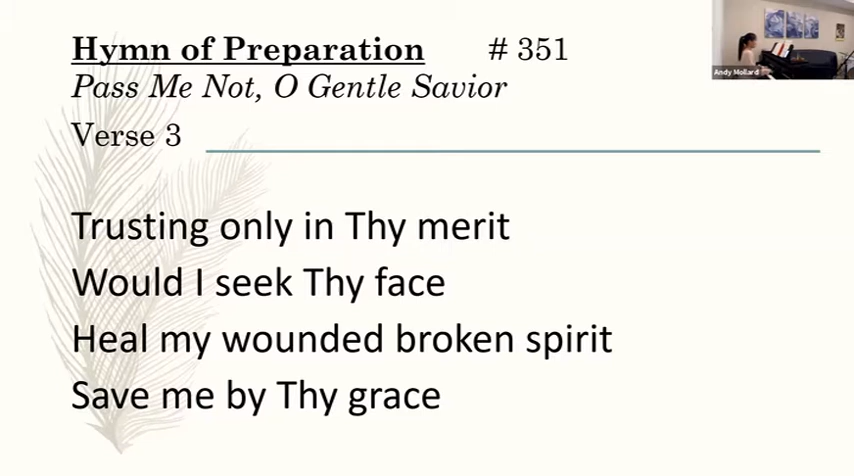 Hymn of Preparation # 351
Pass Me Not, O Gentle Savior
Verse 3
Trusting only in Thy merit
Would I seek Thy face
Heal my wounded broken spirit
Save me by Thy grace
Andy Mollard